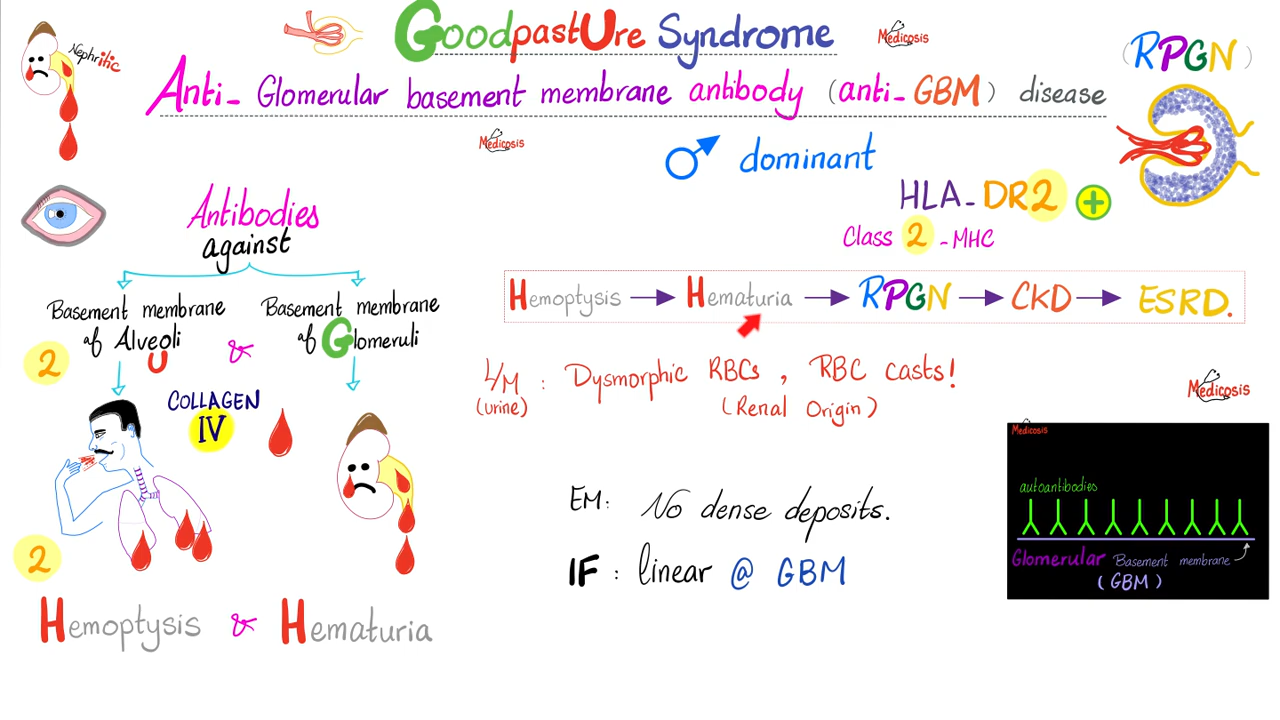 GoodpastUre Syndrome
Medicosis
(RPGN)
Nephritic
Anti- Glomerular basement membrane antibody (anti-GBM) disease
Medicosis
dominant
HLA-DR2 +
Class 2 -MHC
Antibodies
against
Basement membrane
of Alveoli
U
2
&
Basement membrane
of Glomeruli
COLLAGEN
IV
2
Hemoptysis & Hematuria
Hemoptysis → Hematuria → RPGN → CKD → ESRD.
L/M : Dysmorphic RBCs , RBC casts!
(urine) (Renal Origin)
Medicosis
EM: No dense deposits.
IF : linear @ GBM
Medicosis
autoantibodies
Glomerular Basement membrane
(GBM)